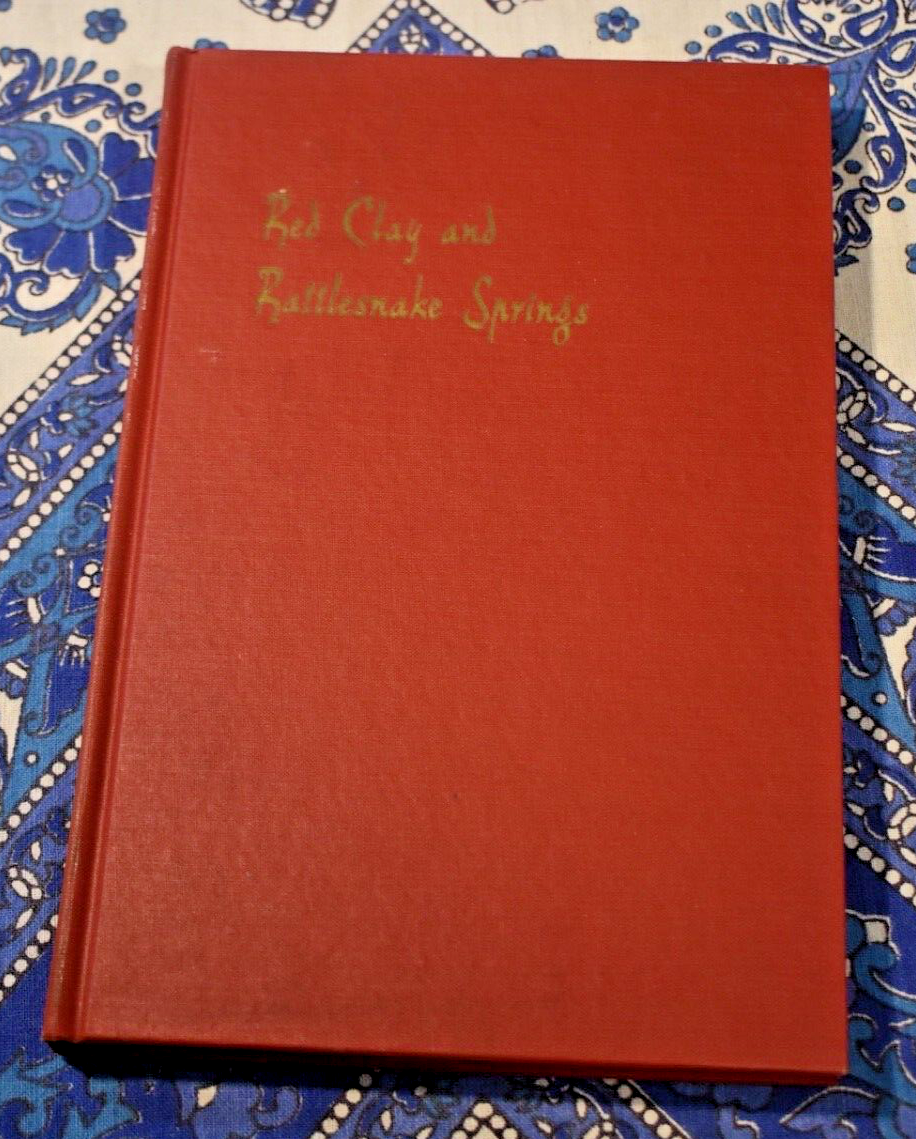 Red Clay and
Rattlesnake Springs